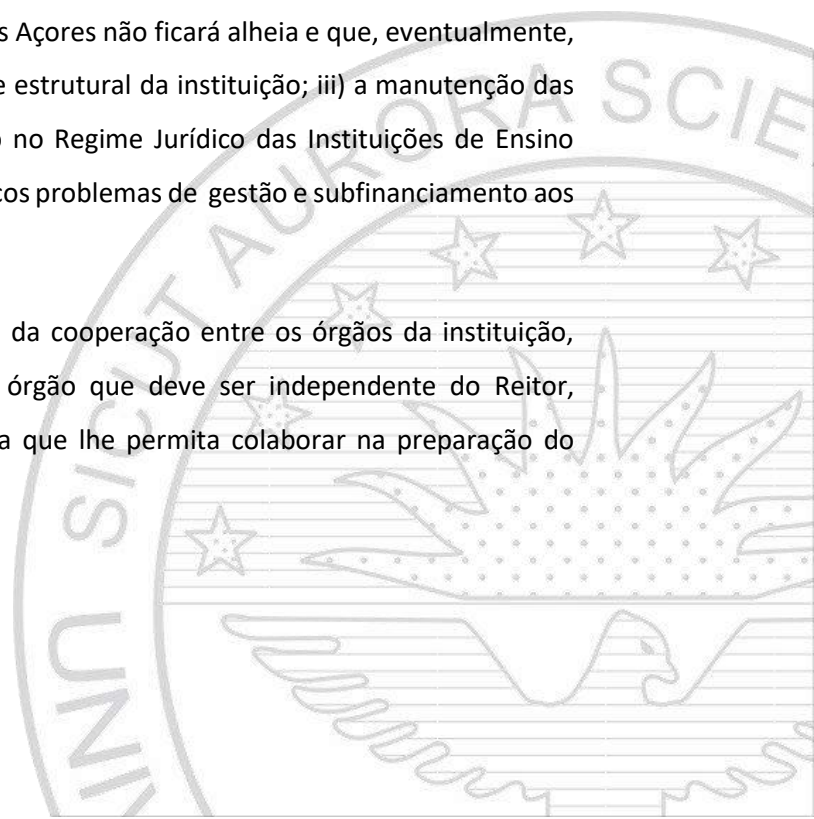 s Açores não ficará alheia e que, eventualmente,
e estrutural da instituição; iii) a manutenção das
o no Regime Jurídico das Instituições de Ensino
cos problemas de gestão e subfinanciamento aos
da cooperação entre os órgãos da instituição,
órgão que deve ser independente do Reitor,
a que lhe permita colaborar na preparação do
SICUT AURORA SCIE
UNIV